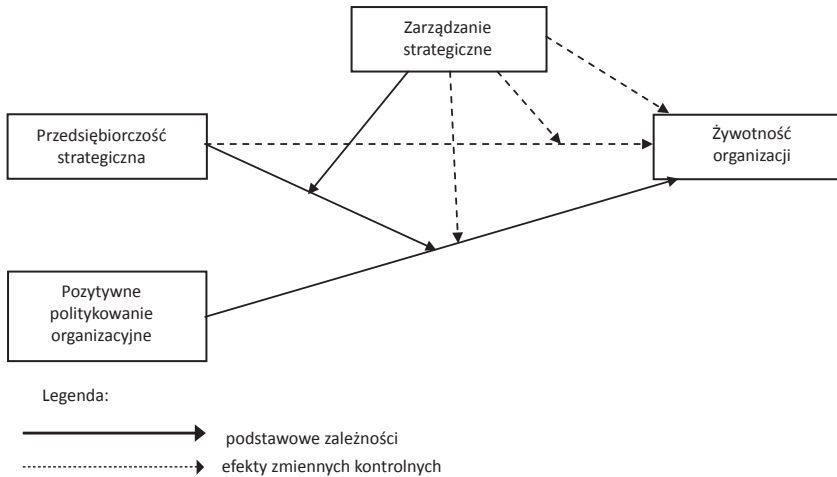 Zarządzanie
strategiczne
Przedsiębiorczość
strategiczna
Żywotność
organizacji
Pozytywne
politykowanie
organizacyjne
Legenda:
podstawowe zależności
efekty zmiennych kontrolnych